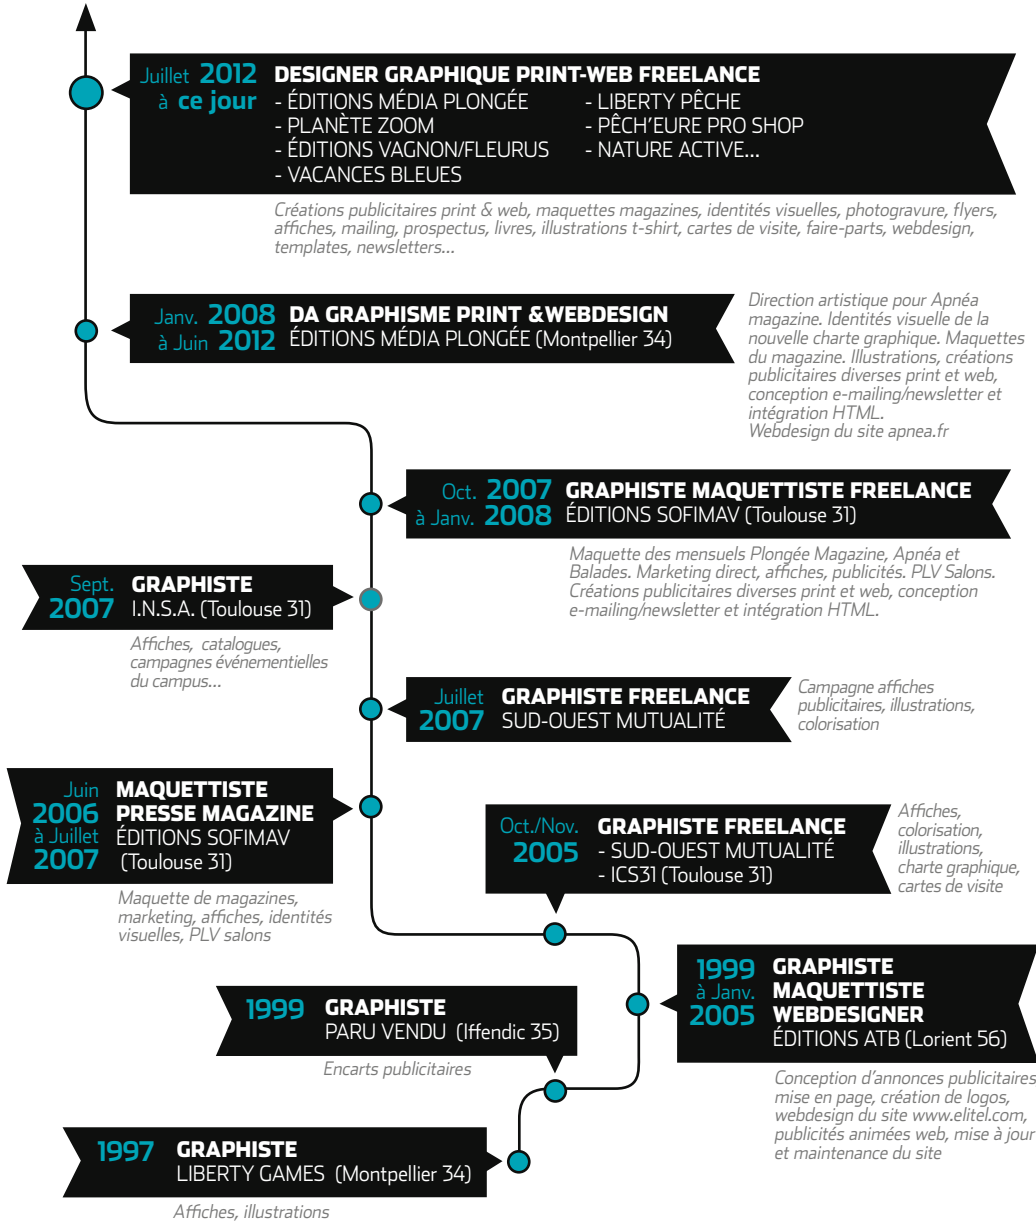 Juillet 2012
à ce jour
DESIGNER GRAPHIQUE PRINT-WEB FREELANCE
- ÉDITIONS MÉDIA PLONGÉE
- PLANÈTE ZOOM
- ÉDITIONS VAGNON/FLEURUS
- VACANCES BLEUES
- LIBERTY PÊCHE
- PÊCH'EURE PRO SHOP
- NATURE ACTIVE...
Créations publicitaires print & web, maquettes magazines, identités visuelles, photogravure, flyers,
affiches, mailing, prospectus, livres, illustrations t-shirt, cartes de visite, faire-parts, webdesign,
templates, newsletters...
Janv. 2008
à Juin 2012
DA GRAPHISME PRINT &WEBDESIGN
ÉDITIONS MÉDIA PLONGÉE (Montpellier 34)
Direction artistique pour Apnéa
magazine. Identités visuelle de la
nouvelle charte graphique. Maquettes
du magazine. Illustrations, créations
publicitaires diverses print et web,
conception e-mailing/newsletter et
intégration HTML.
Webdesign du site apnea.fr
Oct. 2007
à Janv. 2008
GRAPHISTE MAQUETTISTE FREELANCE
ÉDITIONS SOFIMAV (Toulouse 31)
Maquette des mensuels Plongée Magazine, Apnéa et
Balades. Marketing direct, affiches, publicités. PLV Salons.
Créations publicitaires diverses print et web, conception
e-mailing/newsletter et intégration HTML.
Sept.
2007
GRAPHISTE
I.N.S.A. (Toulouse 31)
Affiches, catalogues,
campagnes événementielles
du campus...
Juillet
2007
GRAPHISTE FREELANCE
SUD-OUEST MUTUALITÉ
Campagne affiches
publicitaires, illustrations,
colorisation
Juin
2006
à Juillet
2007
MAQUETTISTE
PRESSE MAGAZINE
ÉDITIONS SOFIMAV
(Toulouse 31)
Maquette de magazines,
marketing, affiches, identités
visuelles, PLV salons
Oct./Nov.
2005
GRAPHISTE FREELANCE
- SUD-OUEST MUTUALITÉ
- ICS31 (Toulouse 31)
Affiches,
colorisation,
illustrations,
charte graphique,
cartes de visite
1999
à Janv.
2005
GRAPHISTE
MAQUETTISTE
WEBDESIGNER
ÉDITIONS ATB (Lorient 56)
Conception d'annonces publicitaires
mise en page, création de logos,
webdesign du site www.elitel.com,
publicités animées web, mise à jour
et maintenance du site
1999
GRAPHISTE
PARU VENDU (Iffendic 35)
Encarts publicitaires
1997
GRAPHISTE
LIBERTY GAMES (Montpellier 34)
Affiches, illustrations